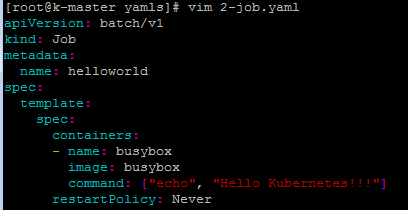 [root@k-master yamls]# vim 2-job.yaml
apiVersion: batch/v1
kind: Job
metadata:
  name: helloworld
spec:
  template:
    spec:
      containers:
      - name: busybox
        image: busybox
        command: ["echo", "Hello Kubernetes!!!"]
      restartPolicy: Never